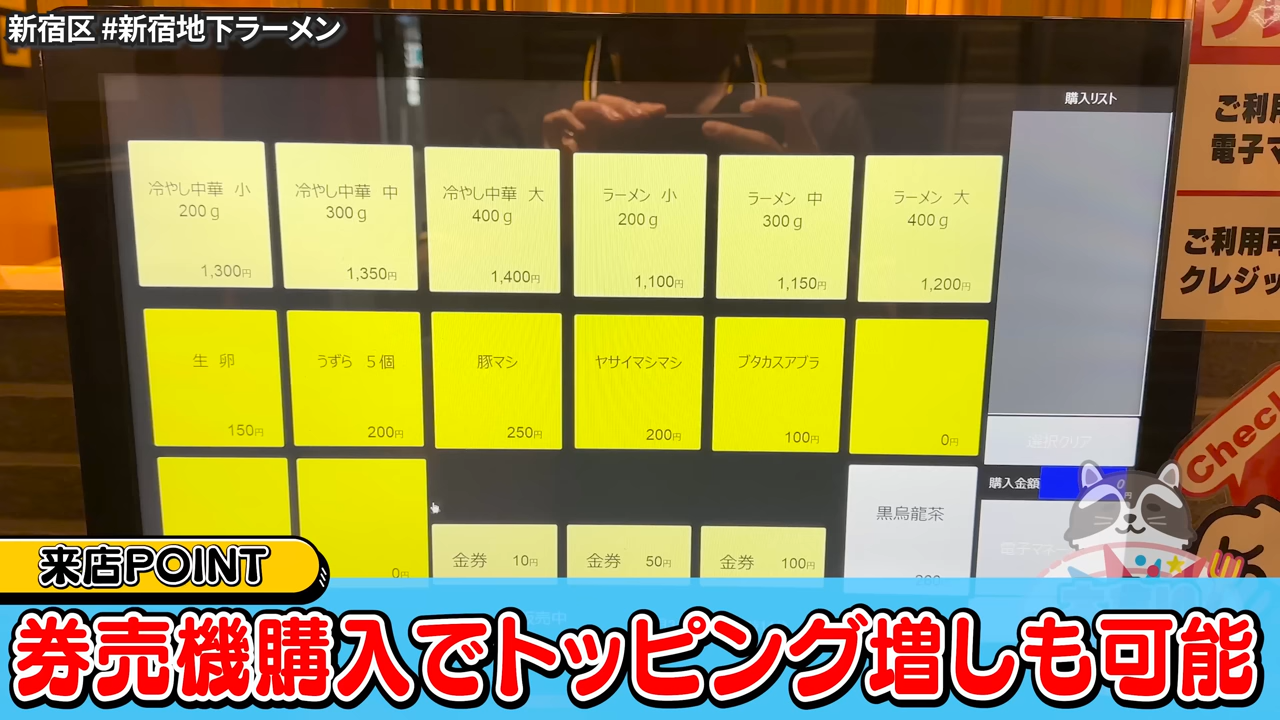 新宿区 #新宿地下ラーメン
購入リスト
ご利用
電子マ
ご利用可
クレジッ
冷やし中華 小
200g
1,300円
冷やし中華 中
300g
1,350円
冷やし中華 大
400g
1,400円
ラーメン 小
200g
1,100円
ラーメン 中
300g
1,150円
ラーメン 大
400g
1,200円
生 卵
150円
うずら 5個
200円
豚マシ
250円
ヤサイマシマシ
200円
ブタカスアブラ
100円
0円
選択クリア
Check
購入金額
0円
黒烏龍茶
0円
金券 10円
金券 50円
金券 100円
電子マネー
来店POINT
券売機購入でトッピング増しも可能